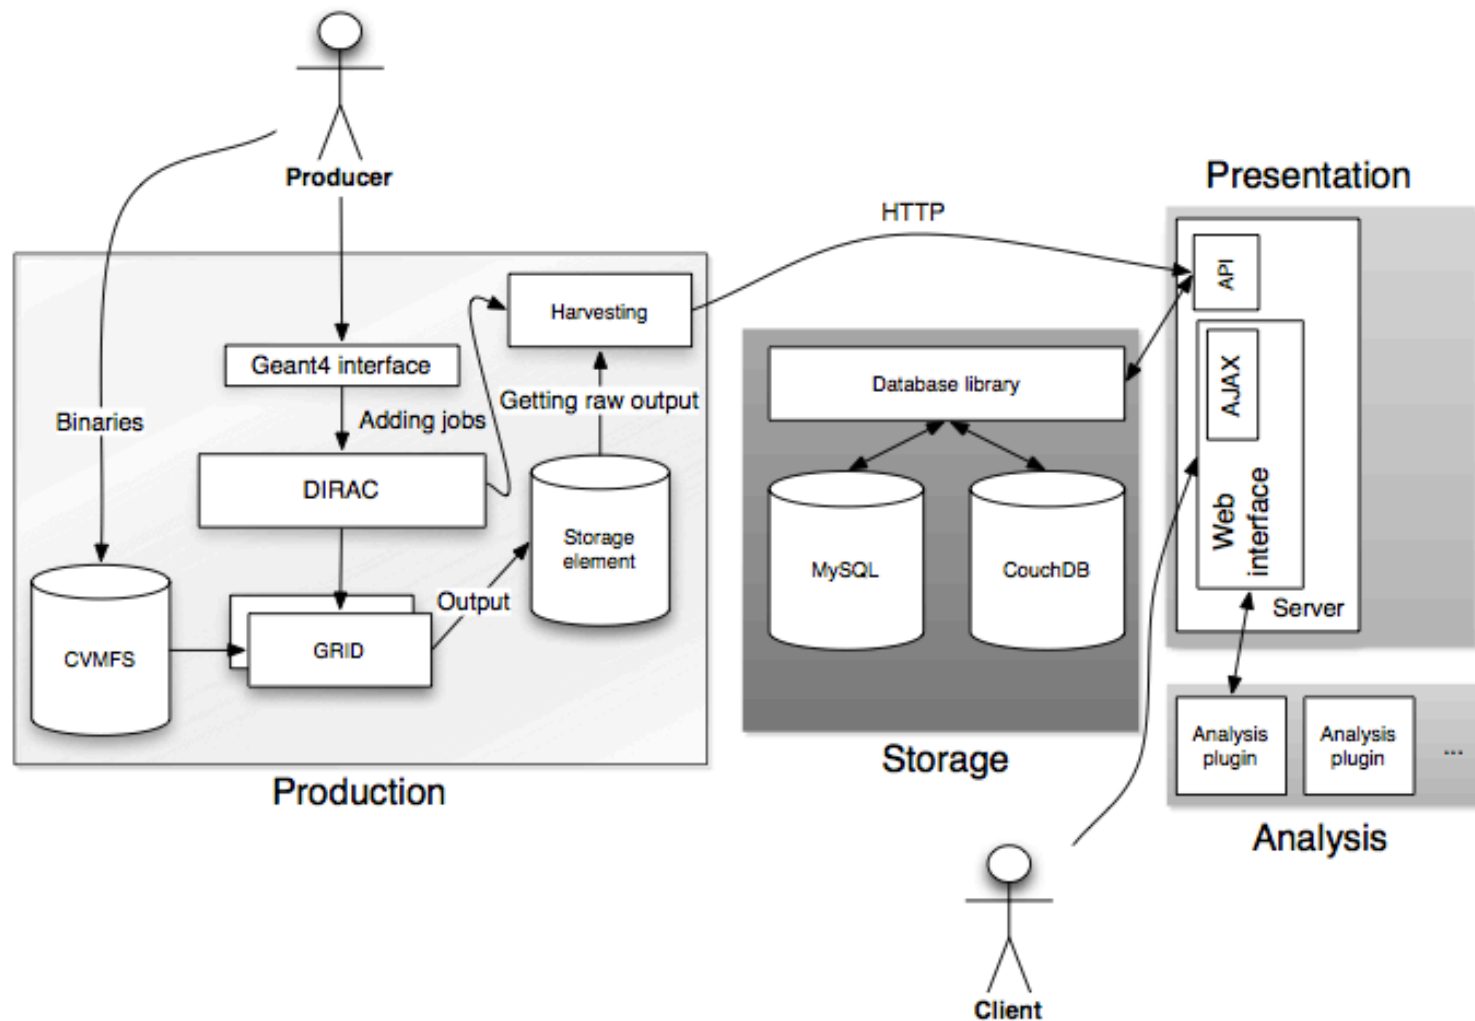 Producer
Presentation
HTTP
API
Harvesting
Geant4 interface
Database library
AJAX
Binaries
Adding jobs
Getting raw output
DIRAC
Storage
element
MySQL
CouchDB
Web
interface
Output
Server
CVMFS
GRID
Analysis
plugin
Analysis
plugin
...
Storage
Production
Analysis
Client